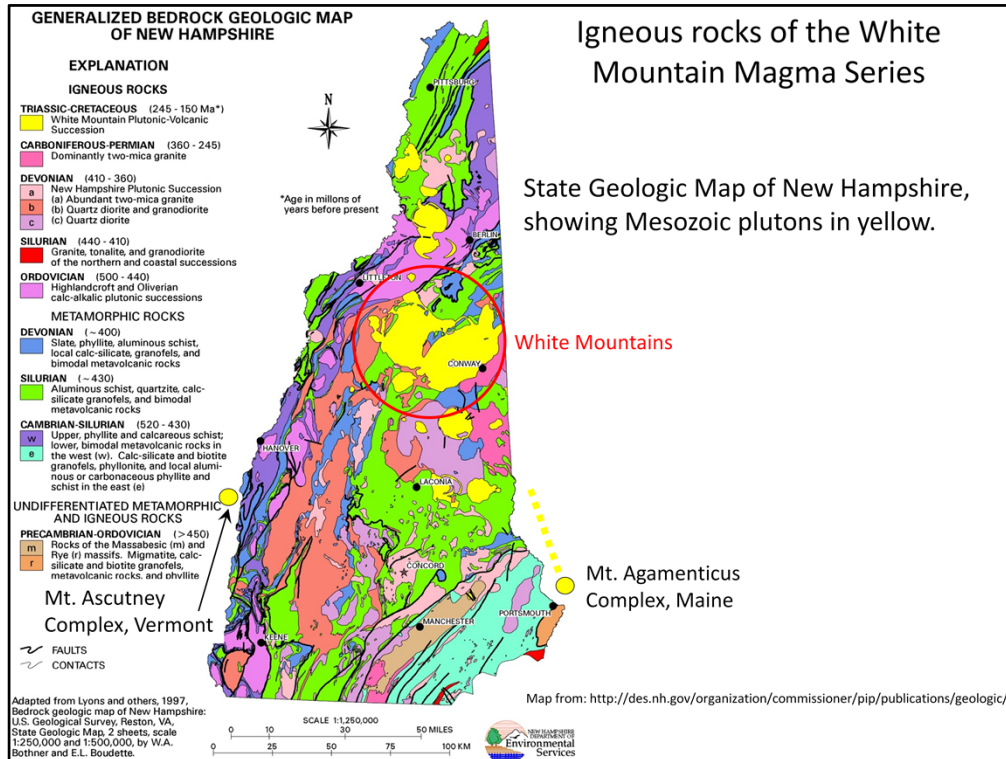 GENERALIZED BEDROCK GEOLOGIC MAP
OF NEW HAMPSHIRE
Igneous rocks of the White
Mountain Magma Series
State Geologic Map of New Hampshire,
showing Mesozoic plutons in yellow.
EXPLANATION
IGNEOUS ROCKS
TRIASSIC-CRETACEOUS (245 - 150 Ma*)
White Mountain Plutonic-Volcanic
Succession
CARBONIFEROUS-PERMIAN (360 - 245)
Dominantly two-mica granite
DEVONIAN (410 - 360)
New Hampshire Plutonic Succession
a (a) Abundant two-mica granite
b (b) Quartz diorite and granodiorite
c (c) Quartz diorite
SILURIAN (440 - 410)
Granite, tonalite, and granodiorite
of the northern and coastal successions
ORDOVICIAN (500 - 440)
Highlandcroft and Oliverian
calc-alkalic plutonic successions
METAMORPHIC ROCKS
DEVONIAN (~400)
Slate, phyllite, aluminous schist,
local calc-silicate, granofels, and
bimodal metavolcanic rocks
SILURIAN (~430)
Aluminous schist, quartzite, calc-
silicate granofels, and bimodal
metavolcanic rocks
CAMBRIAN-SILURIAN (520 - 430)
w Upper, phyllite and calcareous schist;
lower, bimodal metavolcanic rocks in
e the west (w). Calc-silicate and biotite
granofels, phyllonite, and local alumi-
nous or carbonaceous phyllite and
schist in the east (e)
UNDIFFERENTIATED METAMORPHIC
AND IGNEOUS ROCKS
PRECAMBRIAN-ORDOVICIAN (>450)
m Rocks of the Massabesic (m) and
r Rye (r) massifs. Migmatite, calc-
silicate and biotite granofels,
metavolcanic rocks, and phyllite
Mt. Ascutney
Complex, Vermont
FAULTS
CONTACTS
Adapted from Lyons and others, 1997,
Bedrock geologic map of New Hampshire:
U.S. Geological Survey, Reston, VA,
State Geologic Map, 2 sheets, scale
1:250,000 and 1:500,000, by W.A.
Bothner and E.L. Boudette.
N
*Age in millons of
years before present
PITTSBURG
BERLIN
LITTLETON
White Mountains
CONWAY
HANOVER
LACONIA
CONCORD
Mt. Agamenticus
Complex, Maine
PORTSMOUTH
MANCHESTER
KEENE
SCALE 1:1,250,000
0 10 20 30 40 50 MILES
0 25 50 75 100 KM
NEW HAMPSHIRE
DEPARTMENT OF
Environmental
Services
Map from: http://des.nh.gov/organization/commissioner/pip/publications/geologic/